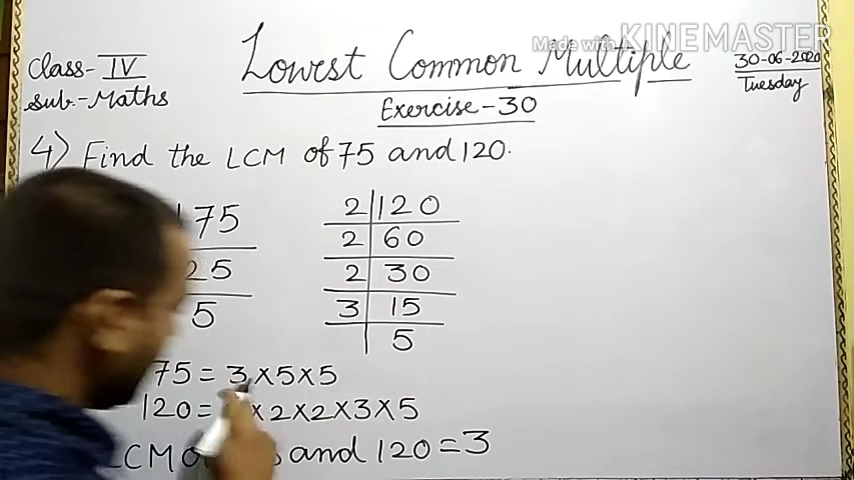 Made with KINEMASTER
Lowest Common Multiple
30-06-2020
Tuesday
Class-IV
Sub.-Maths
Exercise-30
4) Find the LCM of 75 and 120.
75
25
5
2 120
2 60
2 30
3 15
5
75 = 3×5×5
120 = ×2×2×3×5
LCM and 120 = 3